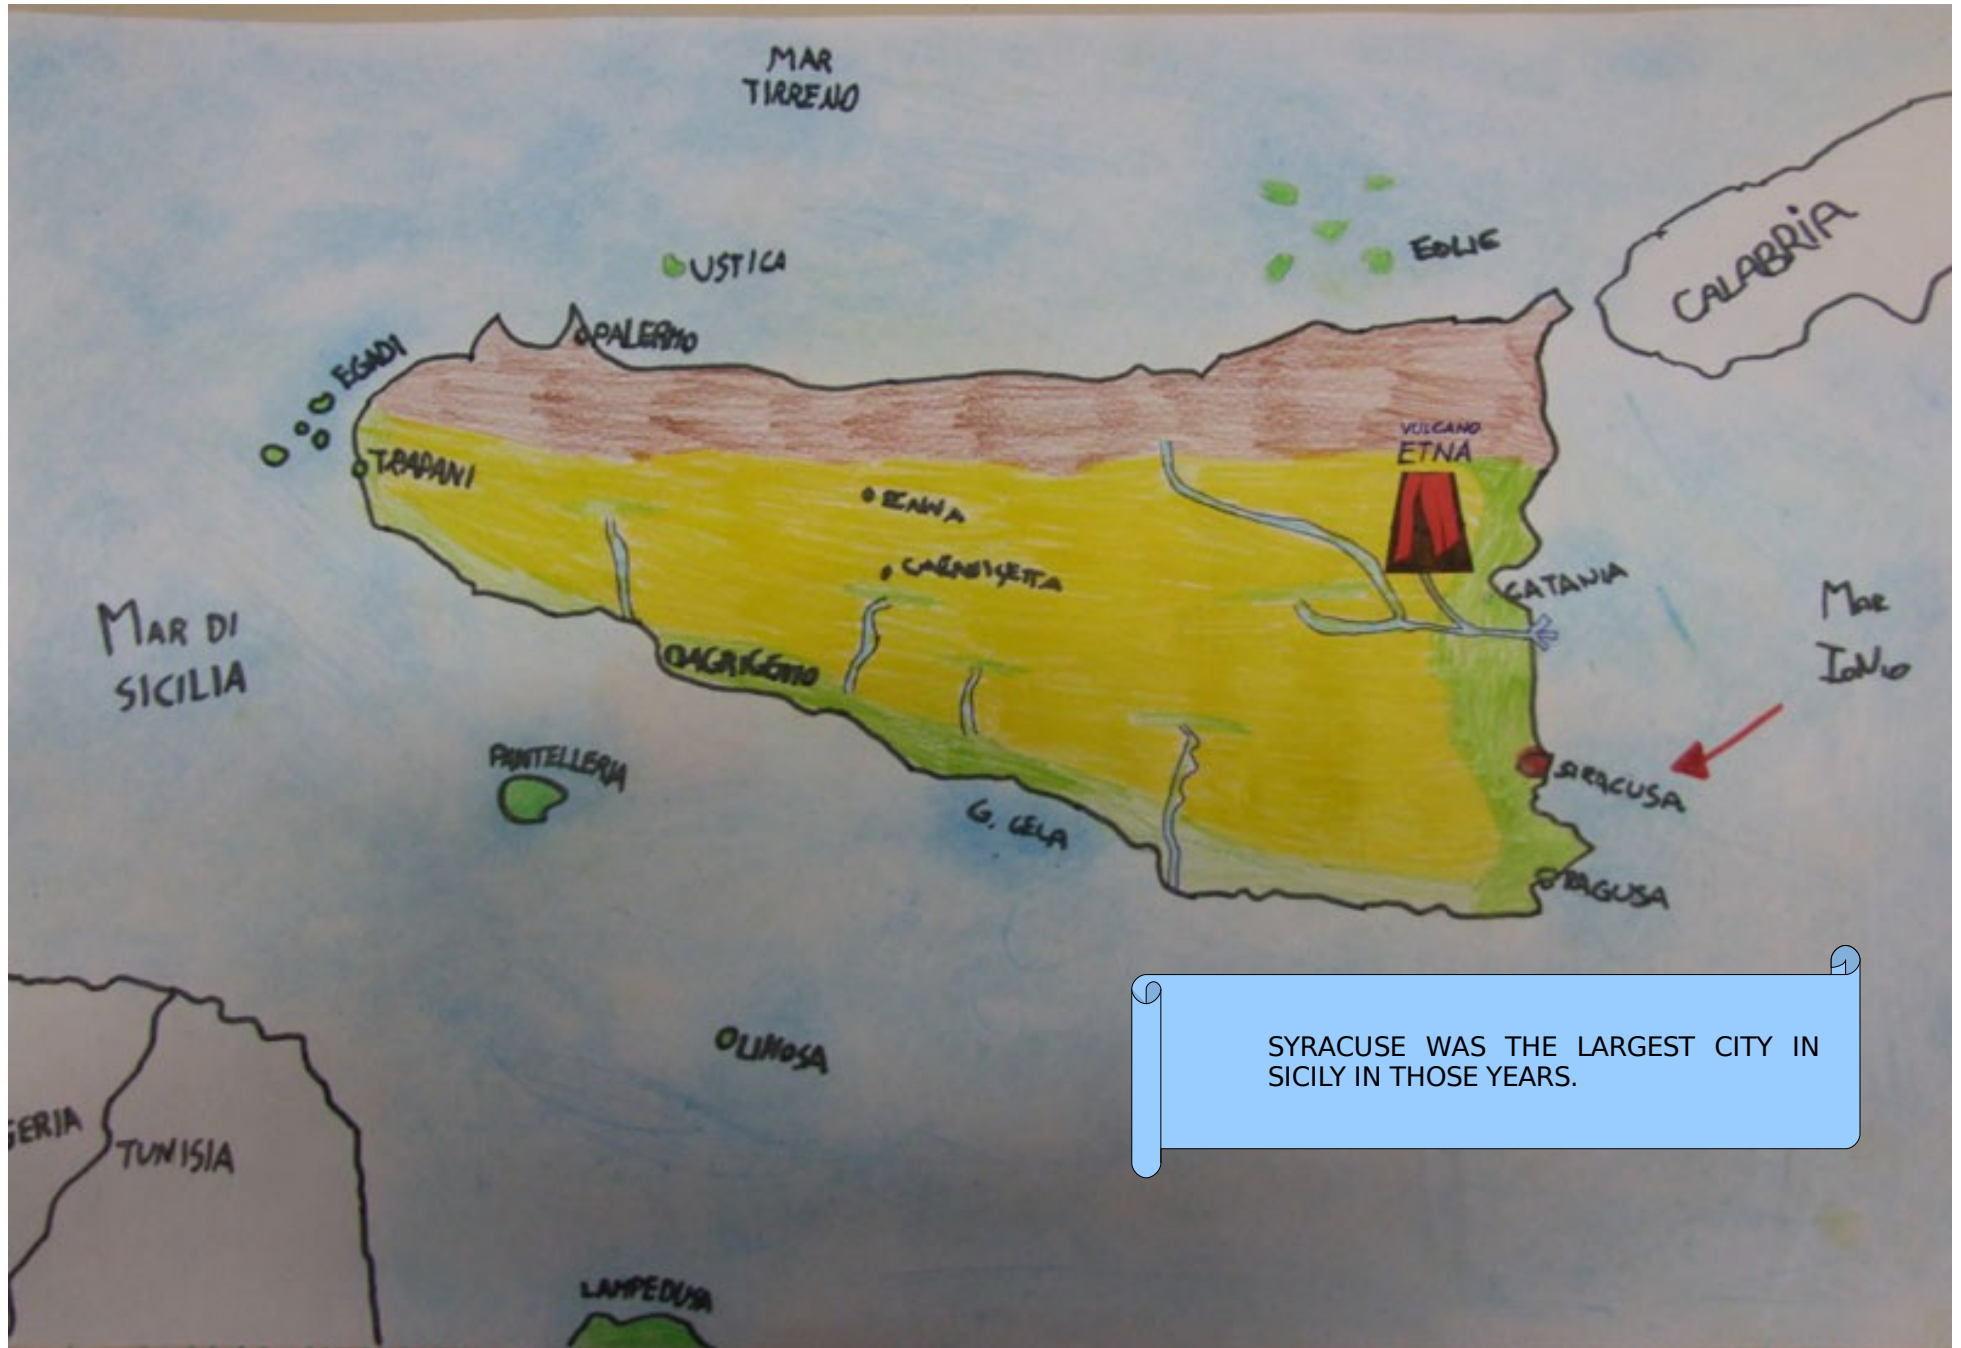 MAR
TIRRENO
USTICA
EOLIE
CALABRIA
PALERMO
EGADI
VULCANO
ETNA
TRAPANI
ENNA
CATANIA
MAR DI
SICILIA
MAR
IONIO
AGRIGENTO
PANTELLERIA
SIRACUSA
G. GELA
RAGUSA
LINOSA
SYRACUSE WAS THE LARGEST CITY IN
SICILY IN THOSE YEARS.
GERIA
TUNISIA
LAMPEDUSA